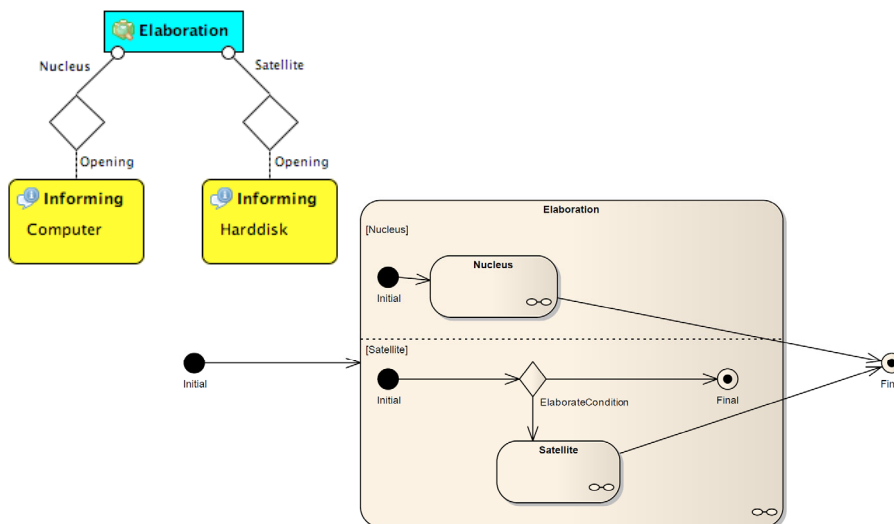 Elaboration
Nucleus
Satellite
Opening
Opening
Informing
Computer
Informing
Harddisk
Elaboration
[Nucleus]
Nucleus
Initial
[Satellite]
Initial
Initial
ElaborateCondition
Final
Fin
Satellite